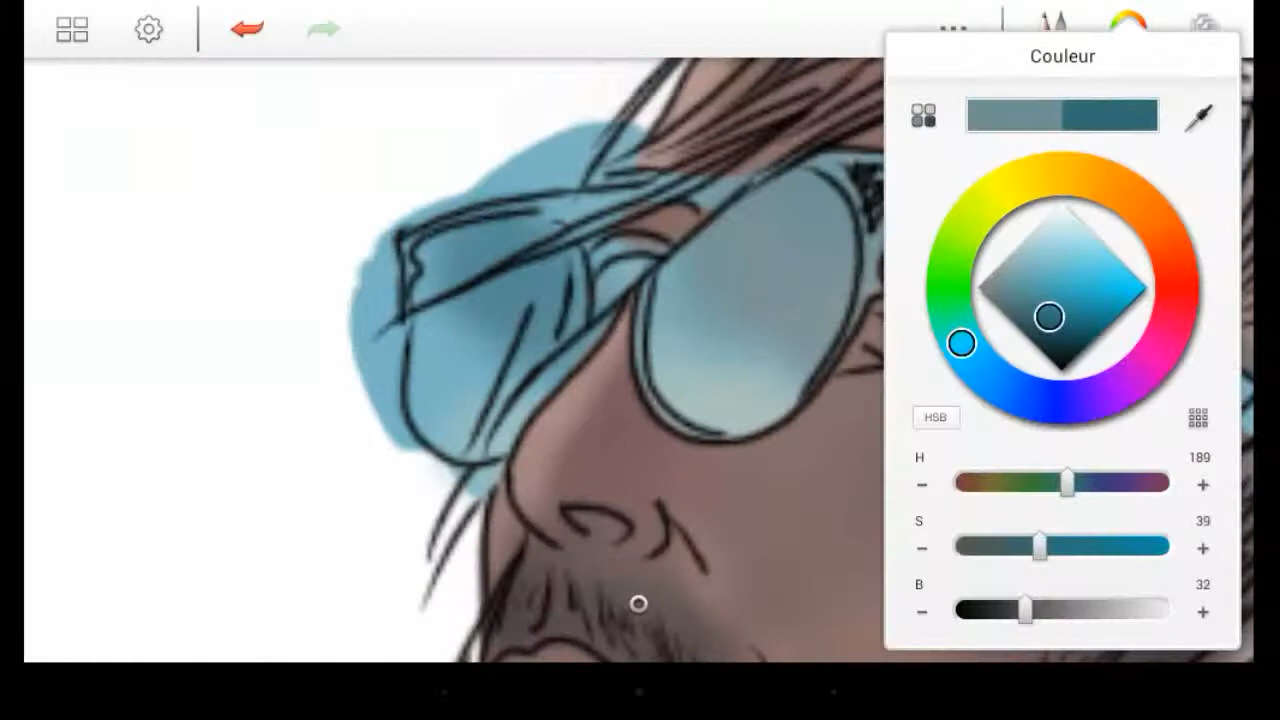 Couleur
HSB
H 189
- +
S 39
- +
B 32
- +